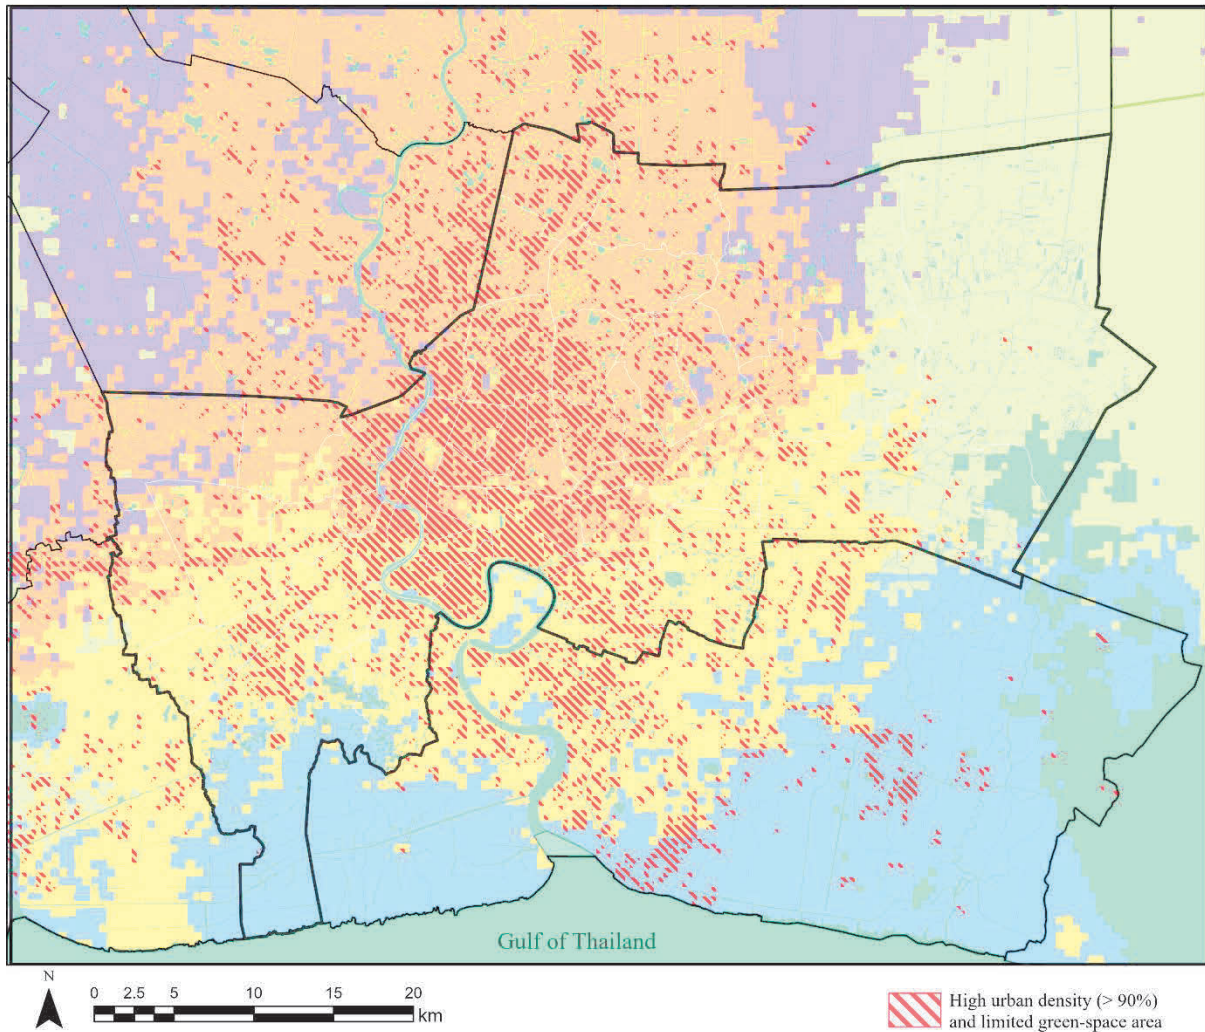 Gulf of Thailand
N
0 2.5 5 10 15 20
km
High urban density (> 90%)
and limited green-space area